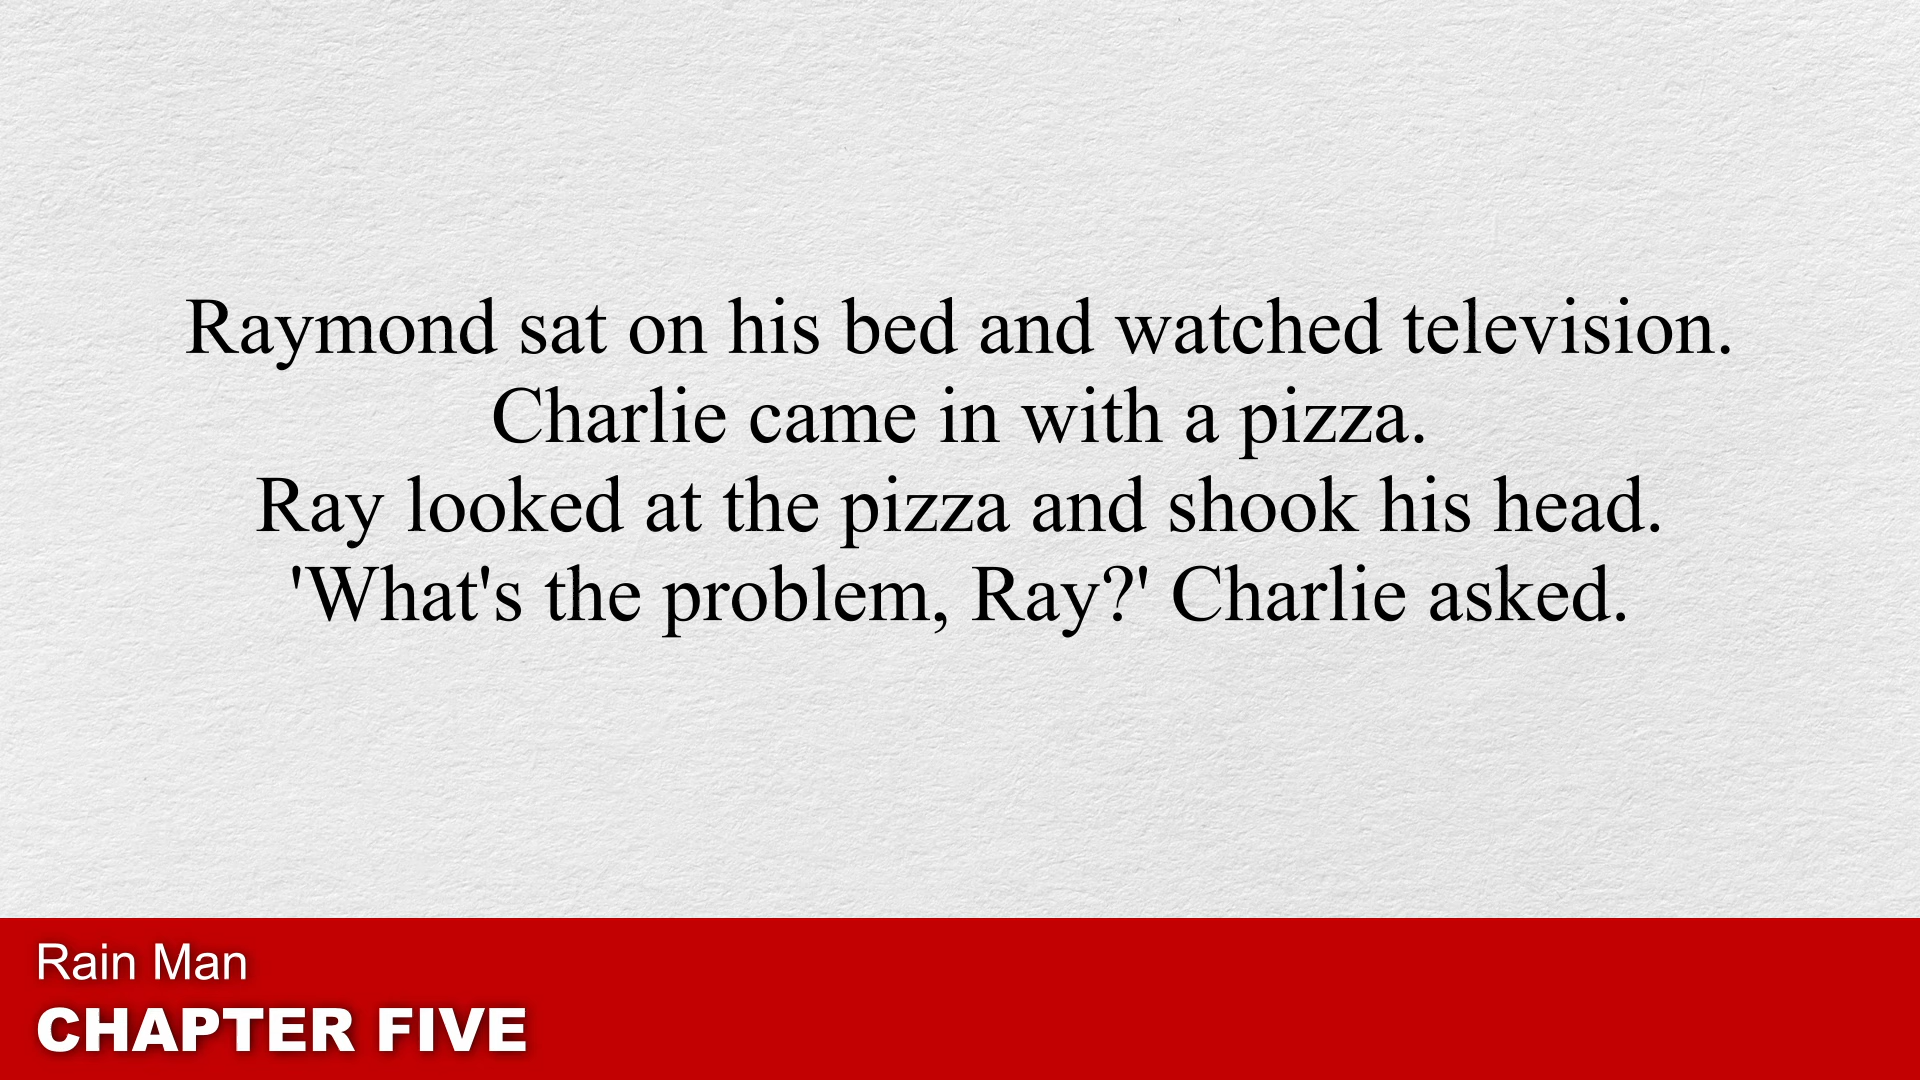 Raymond sat on his bed and watched television.
Charlie came in with a pizza.
Ray looked at the pizza and shook his head.
'What's the problem, Ray?' Charlie asked.
Rain Man
CHAPTER FIVE